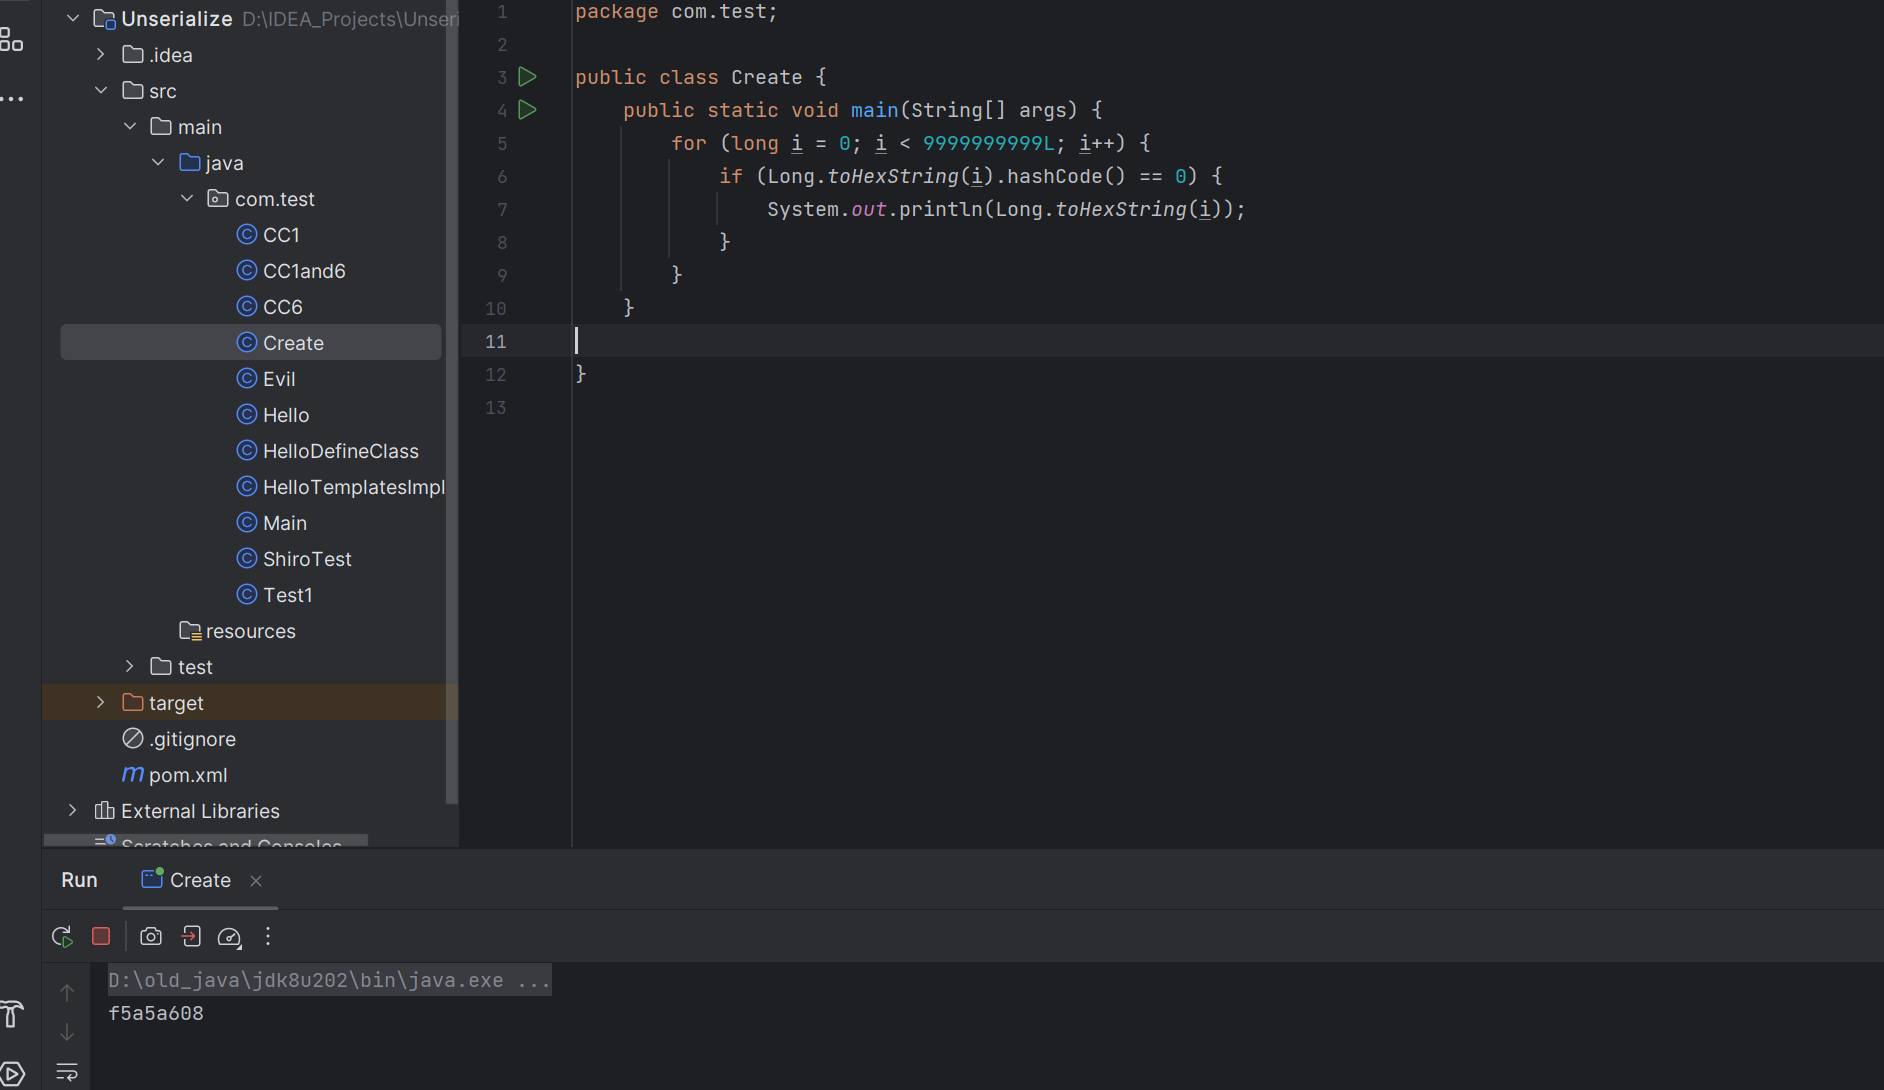 Unserialize D:\IDEA_Projects\Unseri
.idea
src
main
java
com.test
CC1
CC1and6
CC6
Create
Evil
Hello
HelloDefineClass
HelloTemplatesImpl
Main
ShiroTest
Test1
resources
test
target
.gitignore
pom.xml
External Libraries
Scratches and Consoles
1 package com.test;
2
3 public class Create {
4     public static void main(String[] args) {
5         for (long i = 0; i < 9999999999L; i++) {
6             if (Long.toHexString(i).hashCode() == 0) {
7                 System.out.println(Long.toHexString(i));
8             }
9         }
10     }
11
12 }
13
Run Create
D:\old_java\jdk8u202\bin\java.exe ...
f5a5a608